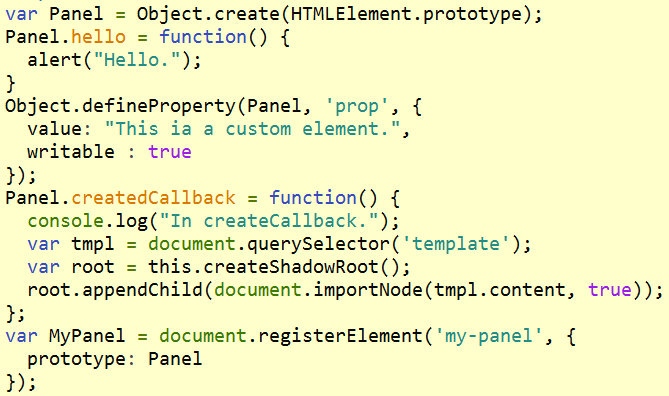 var Panel = Object.create(HTMLElement.prototype);
Panel.hello = function() {
  alert("Hello.");
}
Object.defineProperty(Panel, 'prop', {
  value: "This ia a custom element.",
  writable : true
});
Panel.createdCallback = function() {
  console.log("In createCallback.");
  var tmpl = document.querySelector('template');
  var root = this.createShadowRoot();
  root.appendChild(document.importNode(tmpl.content, true));
};
var MyPanel = document.registerElement('my-panel', {
  prototype: Panel
});